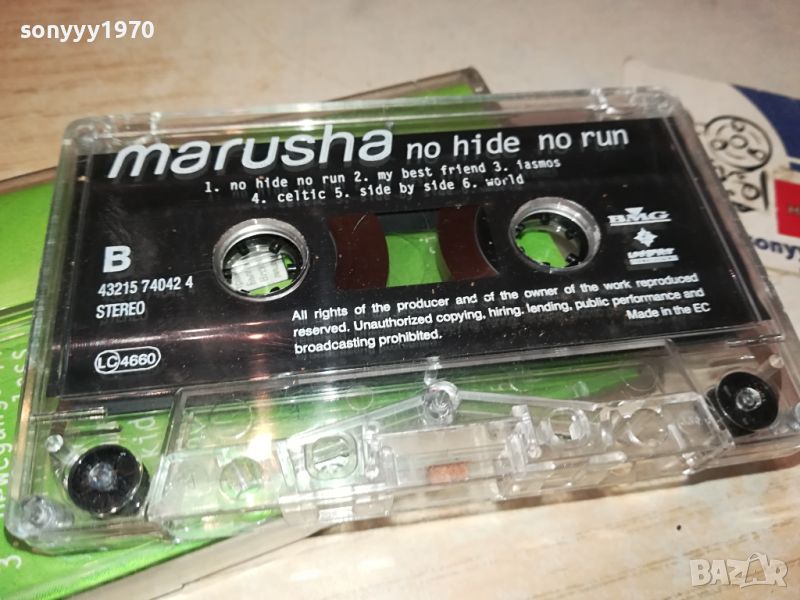 sonyyy1970
marusha no hide no run
1. no hide no run 2. my best friend 3. iasmos
4. celtic 5. side by side 6. world
B
43215 74042 4
STEREO
BMG
LC 4660
All rights of the producer and of the owner of the work reproduced
reserved. Unauthorized copying, hiring, lending, public performance and
broadcasting prohibited.
Made in the EC
BAZAR